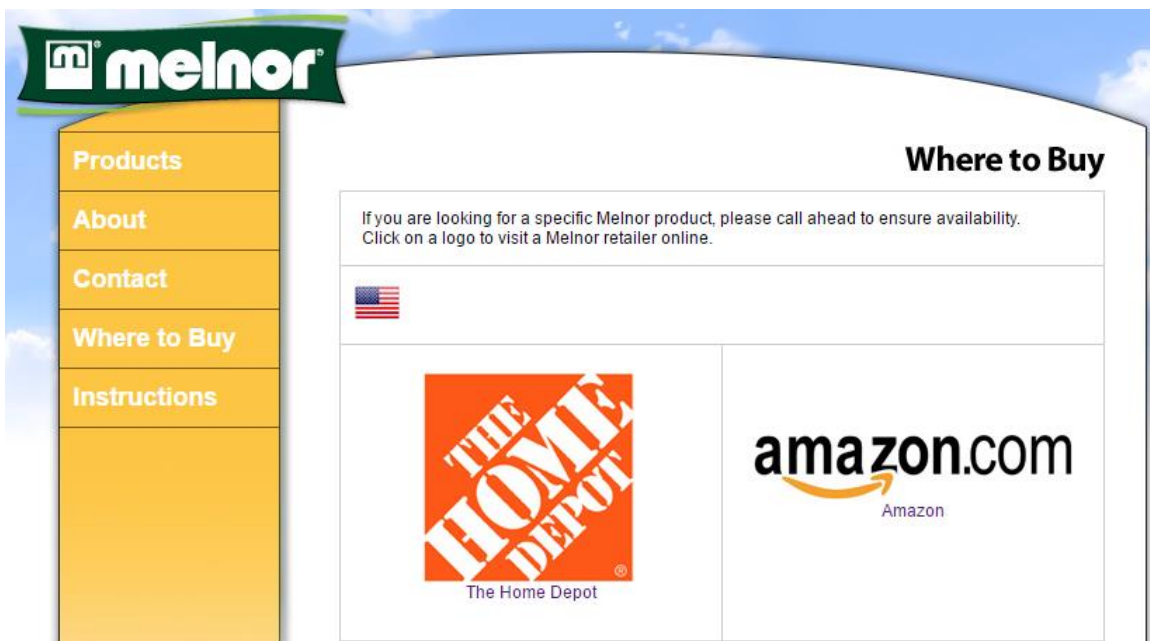 m® melnor®
Products
About
Contact
Where to Buy
Instructions
Where to Buy
If you are looking for a specific Melnor product, please call ahead to ensure availability.
Click on a logo to visit a Melnor retailer online.
THE
HOME
DEPOT
®
The Home Depot
amazon.com
Amazon